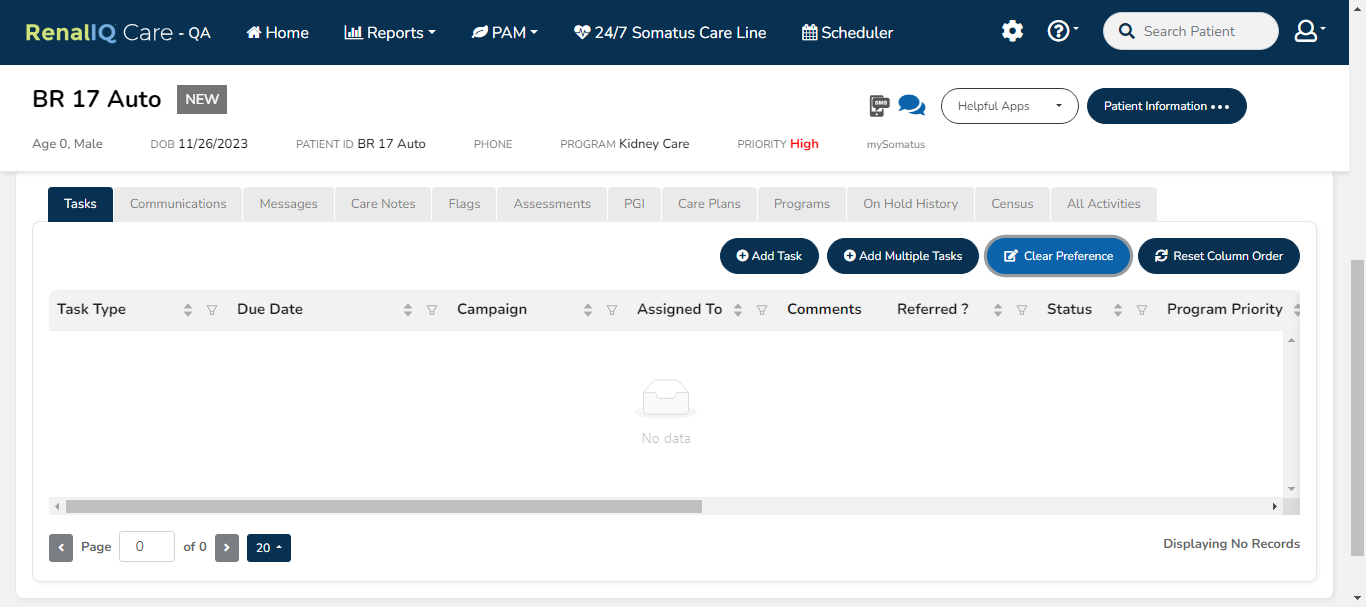 RenalIQ Care - QA Home Reports PAM 24/7 Somatus Care Line Scheduler Search Patient
BR 17 Auto NEW
SMS Helpful Apps Patient Information
Age 0, Male DOB 11/26/2023 PATIENT ID BR 17 Auto PHONE PROGRAM Kidney Care PRIORITY High mySomatus
Tasks Communications Messages Care Notes Flags Assessments PGI Care Plans Programs On Hold History Census All Activities
Add Task Add Multiple Tasks Clear Preference Reset Column Order
Task Type Due Date Campaign Assigned To Comments Referred ? Status Program Priority
No data
Page 0 of 0 20 Displaying No Records